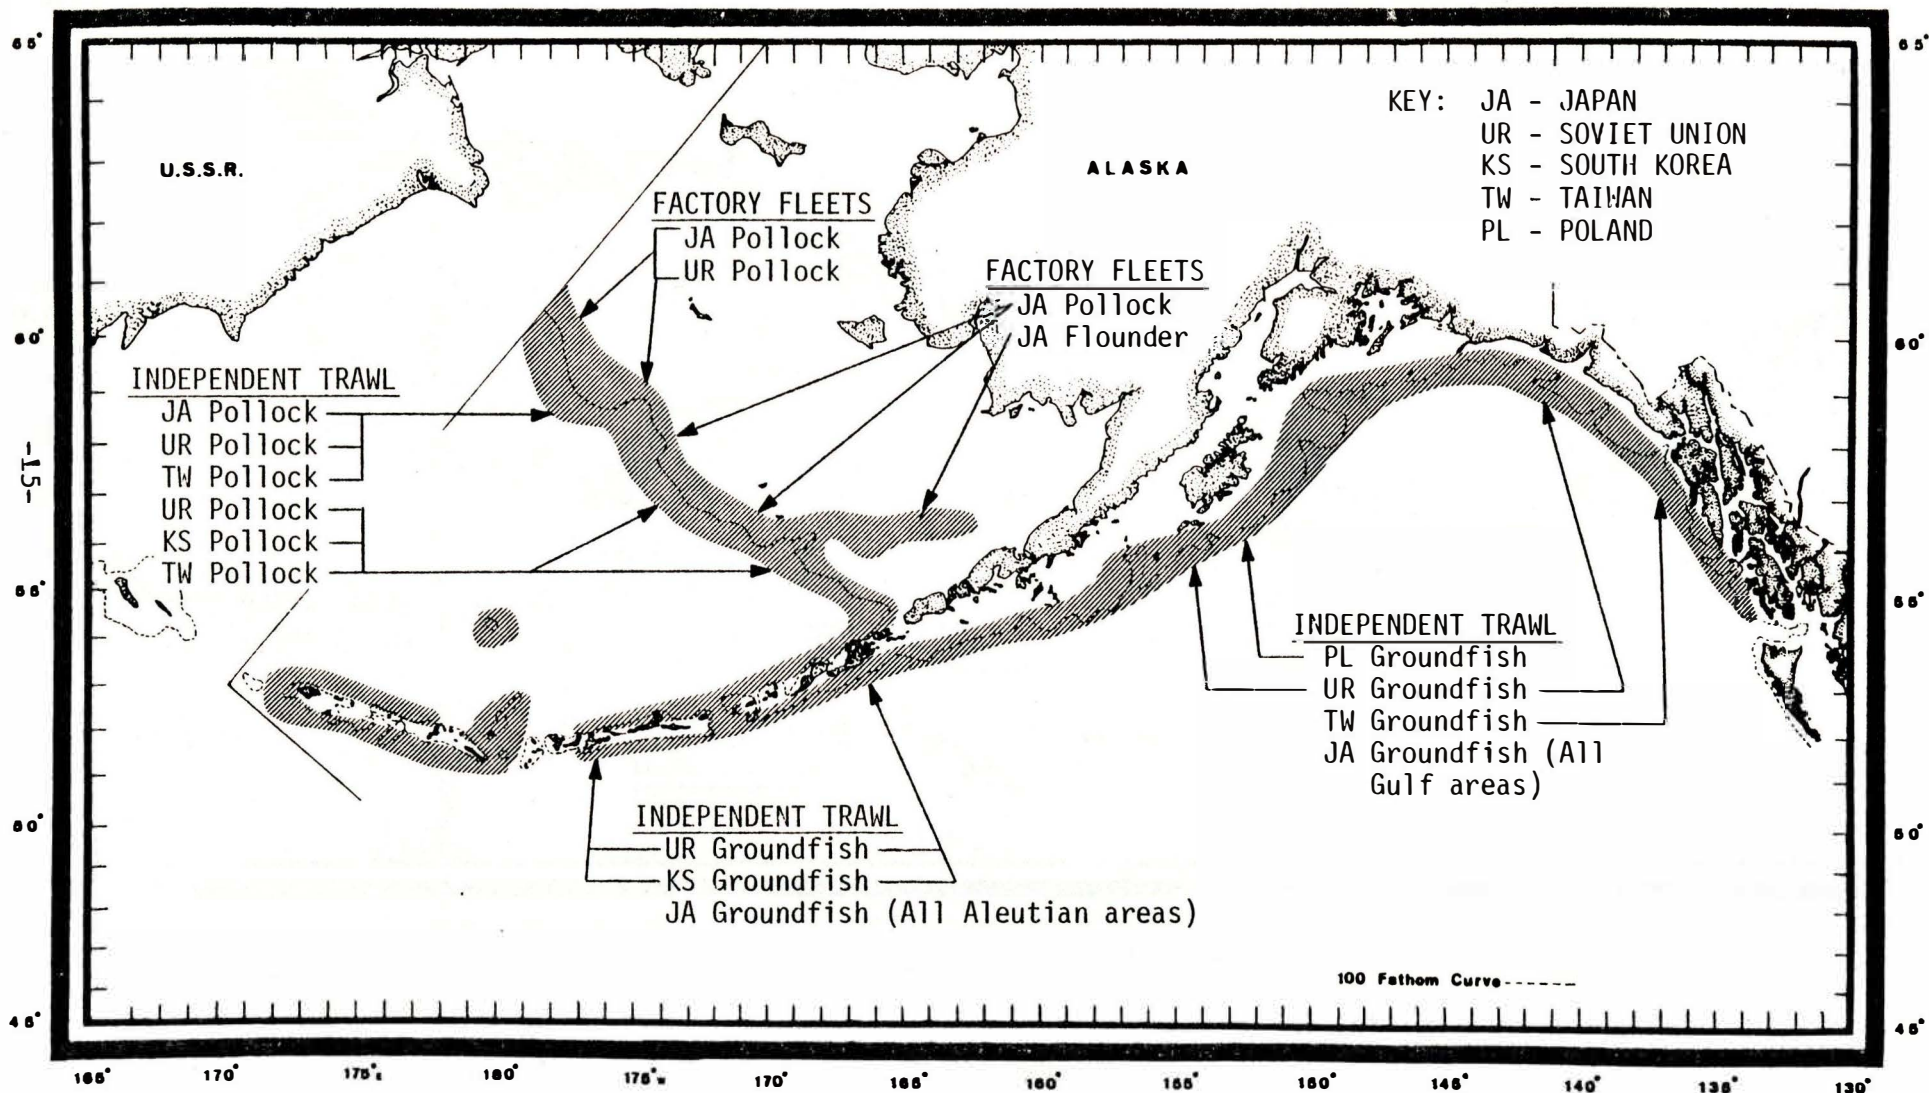 65°
65°
KEY: JA - JAPAN
UR - SOVIET UNION
KS - SOUTH KOREA
TW - TAIWAN
PL - POLAND
U.S.S.R.
ALASKA
FACTORY FLEETS
JA Pollock
UR Pollock
FACTORY FLEETS
JA Pollock
JA Flounder
60°
60°
INDEPENDENT TRAWL
JA Pollock
UR Pollock
TW Pollock
UR Pollock
KS Pollock
TW Pollock
-15-
55°
55°
INDEPENDENT TRAWL
PL Groundfish
UR Groundfish
TW Groundfish
JA Groundfish (All
Gulf areas)
INDEPENDENT TRAWL
UR Groundfish
KS Groundfish
JA Groundfish (All Aleutian areas)
50°
50°
100 Fathom Curve------
45°
45°
165° 170° 175°E 180° 175°W 170° 165° 160° 155° 150° 145° 140° 135° 130°